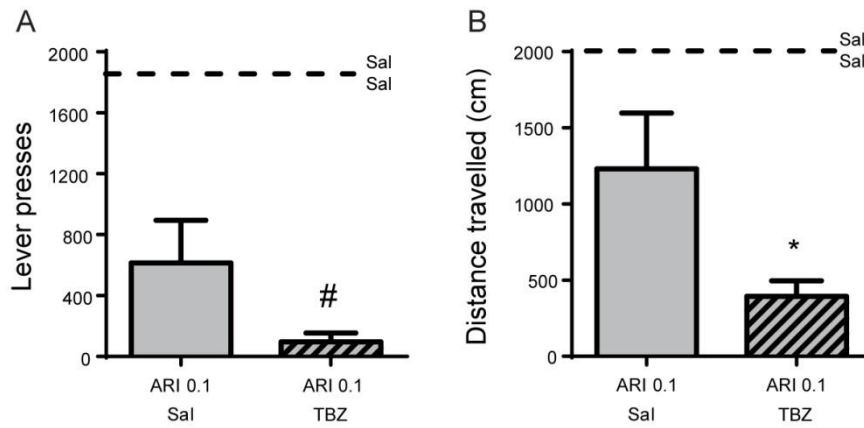 A
Lever presses
2000
1600
1200
800
400
0
Sal
Sal
#
ARI 0.1
Sal
ARI 0.1
TBZ
B
Distance travelled (cm)
2000
1500
1000
500
0
Sal
Sal
*
ARI 0.1
Sal
ARI 0.1
TBZ